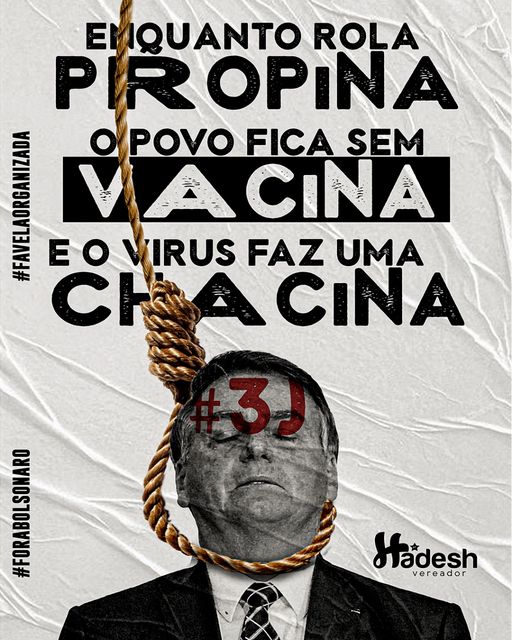 ENQUANTO ROLA
PROPINA
O POVO FICA SEM
VACINA
E O VIRUS FAZ UMA
CHACINA
#FAVELAORGANIZADA
#3J
#FORABOLSONARO
Hadesh
vereador